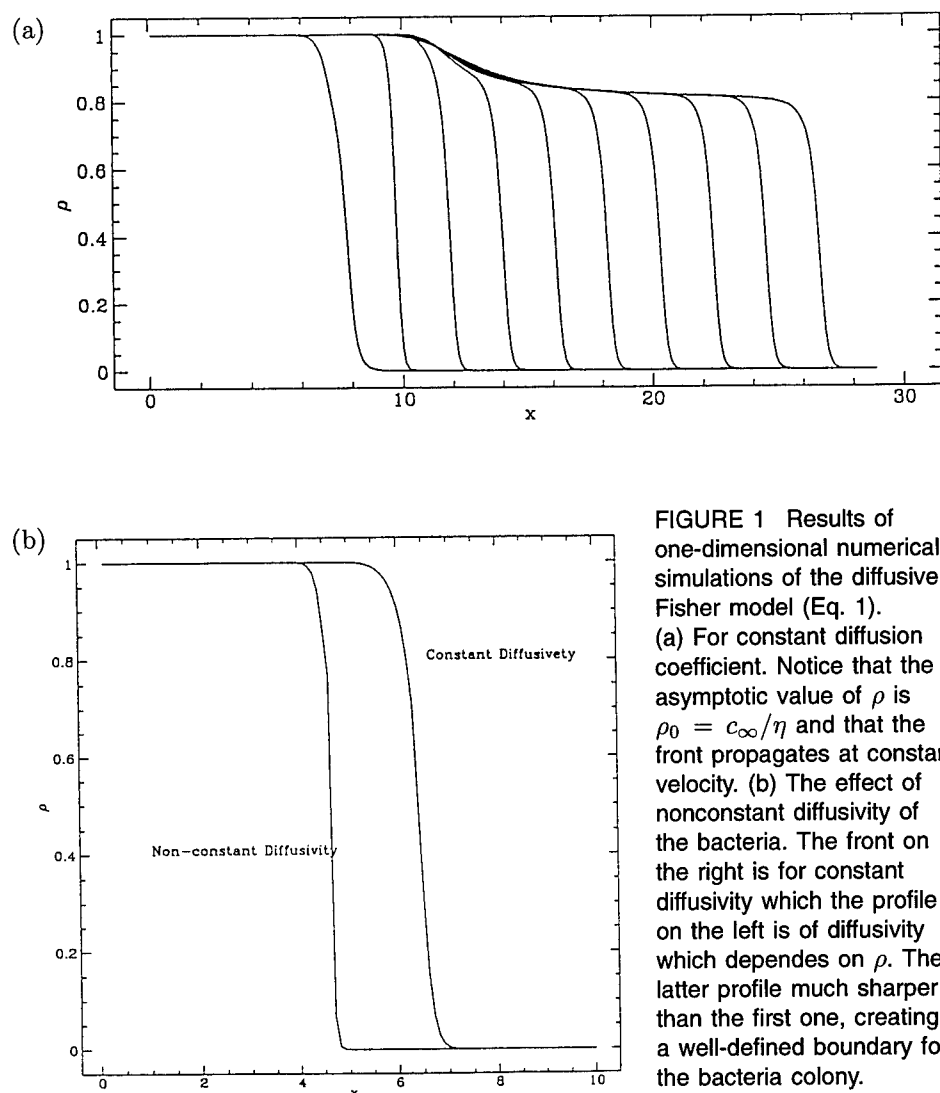 (a)
1
0.8
0.6
0.4
0.2
0
ρ
0
10
20
30
x
(b)
1
0.8
0.6
0.4
0.2
0
ρ
Constant Diffusivety
Non-constant Diffusivity
0
2
4
6
8
10
FIGURE 1 Results of
one-dimensional numerical
simulations of the diffusive
Fisher model (Eq. 1).
(a) For constant diffusion
coefficient. Notice that the
asymptotic value of ρ is
ρ₀ = c∞/η and that the
front propagates at constan
velocity. (b) The effect of
nonconstant diffusivity of
the bacteria. The front on
the right is for constant
diffusivity which the profile
on the left is of diffusivity
which dependes on ρ. The
latter profile much sharper
than the first one, creating
a well-defined boundary fo
the bacteria colony.